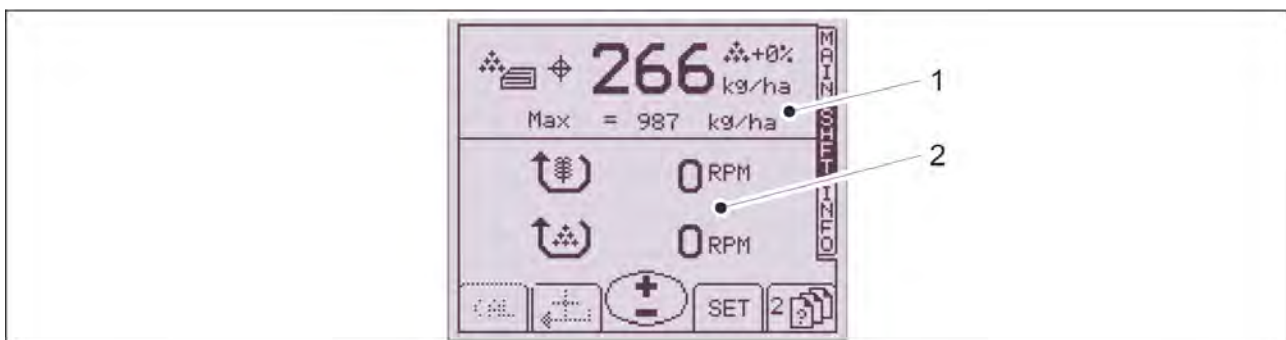 +0%
266 kg/ha
Max = 987 kg/ha
1
0 RPM
2
0 RPM
CAL
+
-
SET
2 ?
MAIN SHFT INFO